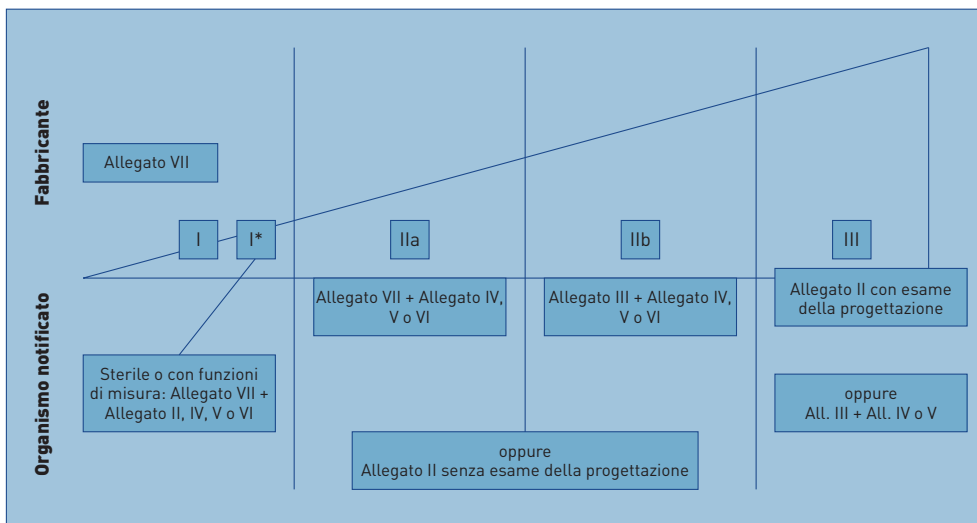 Fabbricante
Allegato VII
I
I*
IIa
IIb
III
Organismo notificato
Sterile o con funzioni
di misura: Allegato VII +
Allegato II, IV, V o VI
Allegato VII + Allegato IV,
V o VI
Allegato III + Allegato IV,
V o VI
Allegato II con esame
della progettazione
oppure
Allegato II senza esame della progettazione
oppure
All. III + All. IV o V